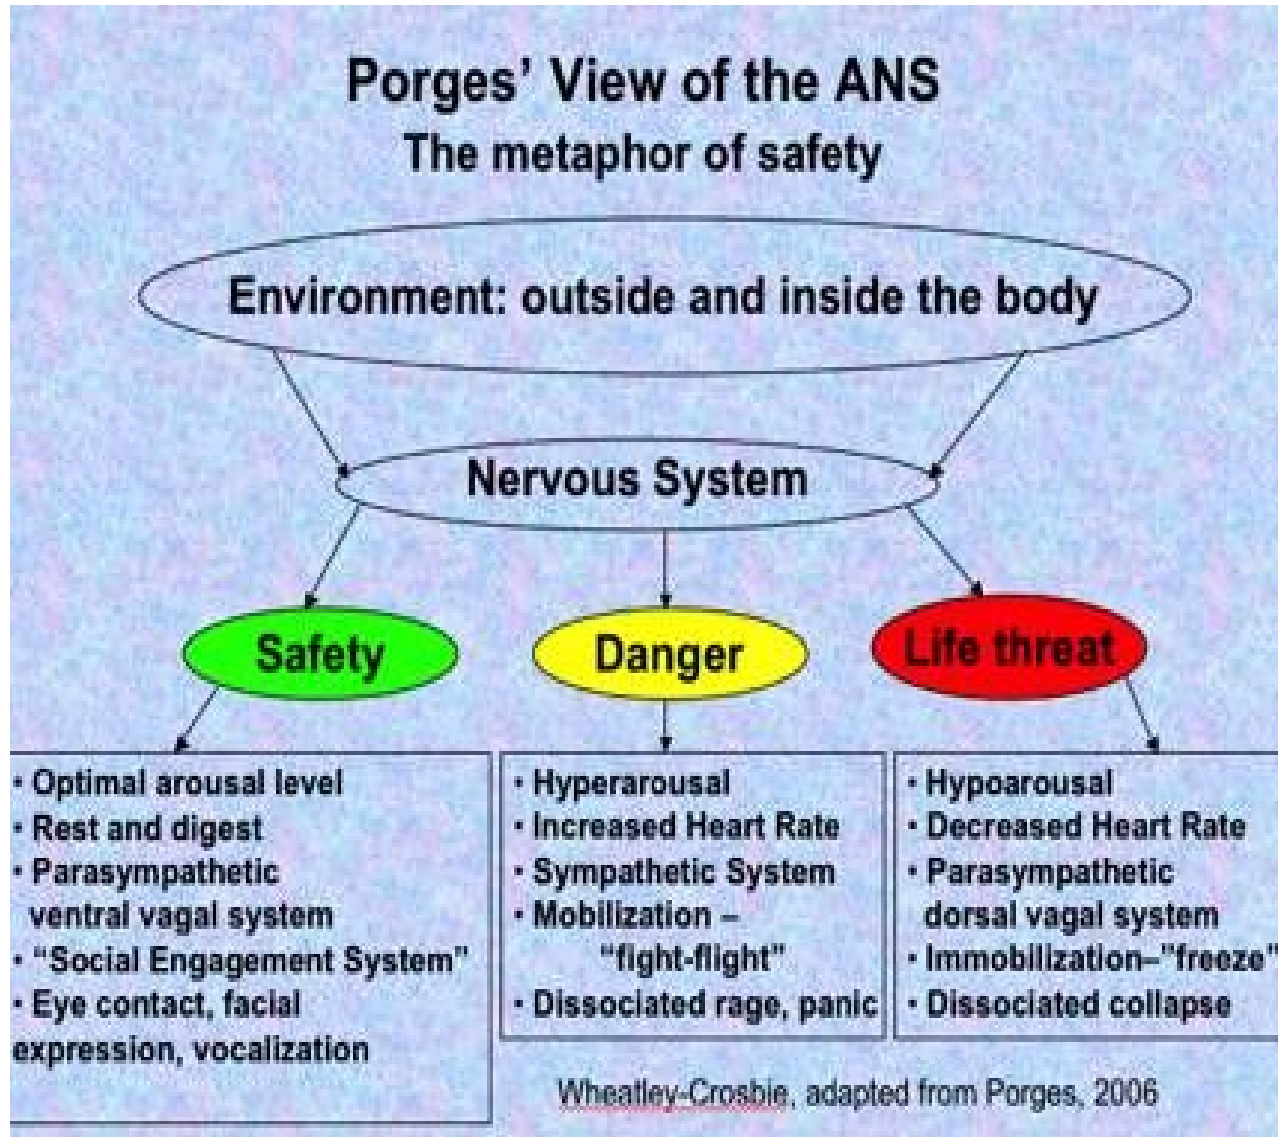 Porges’ View of the ANS
The metaphor of safety
Environment: outside and inside the body
Nervous System
Safety
Danger
Life threat
· Optimal arousal level
· Rest and digest
· Parasympathetic
ventral vagal system
· “Social Engagement System”
· Eye contact, facial
expression, vocalization
· Hyperarousal
· Increased Heart Rate
· Sympathetic System
· Mobilization –
“fight-flight”
· Dissociated rage, panic
· Hypoarousal
· Decreased Heart Rate
· Parasympathetic
dorsal vagal system
· Immobilization–”freeze”
· Dissociated collapse
Wheatley-Crosbie, adapted from Porges, 2006